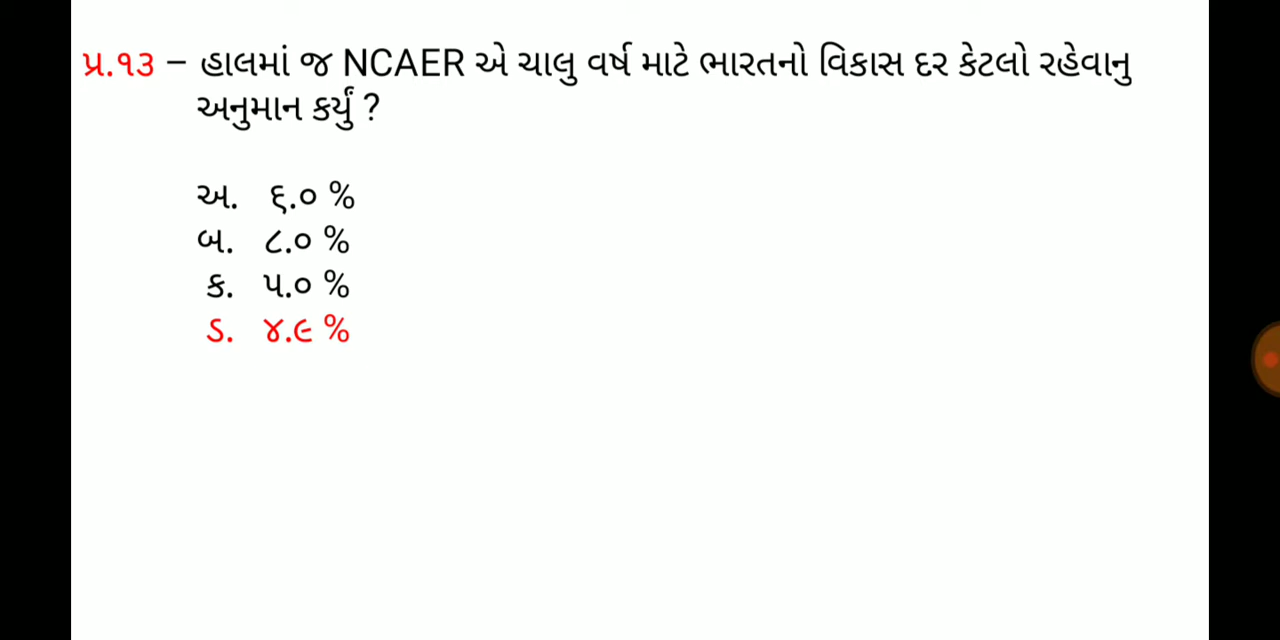 પ્ર.૧૩ – હાલમાં જ NCAER એ ચાલુ વર્ષ માટે ભારતનો વિકાસ દર કેટલો રહેવાનુ
અનુમાન કર્યું ?
અ. ૬.૦ %
બ. ૮.૦ %
ક. ૫.૦ %
ડ. ૪.૯ %